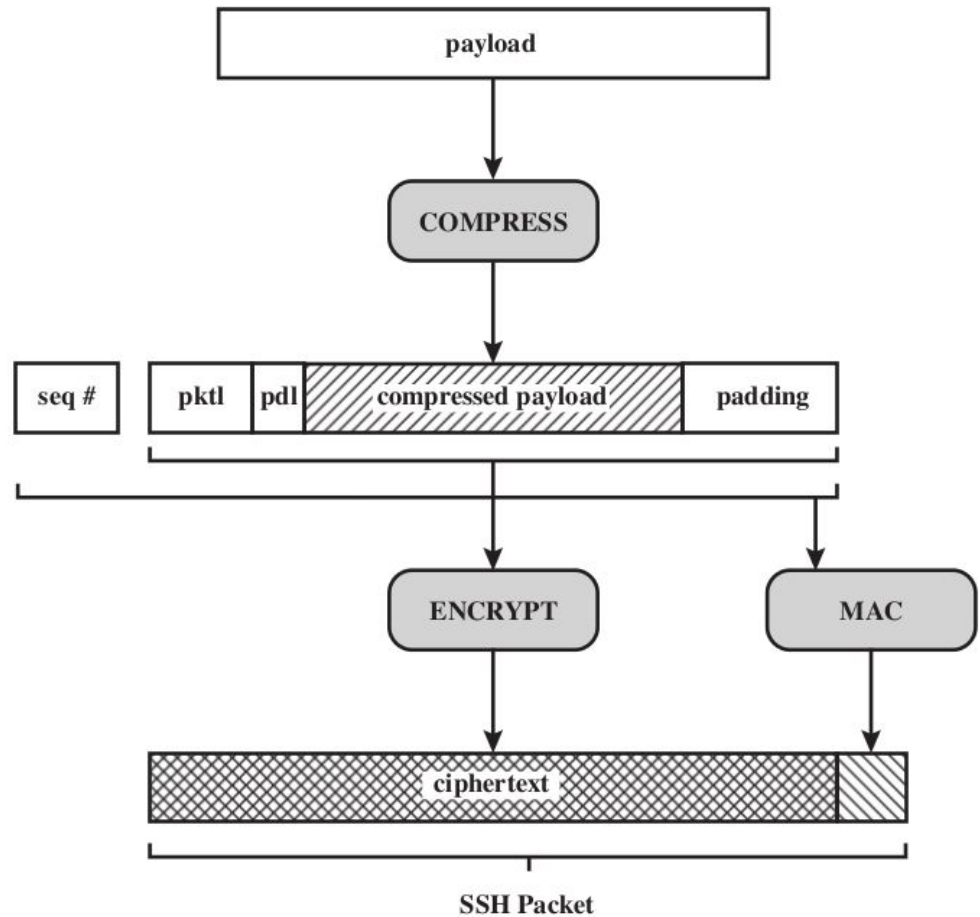 payload
COMPRESS
seq # pktl pdl compressed payload padding
ENCRYPT MAC
ciphertext
SSH Packet